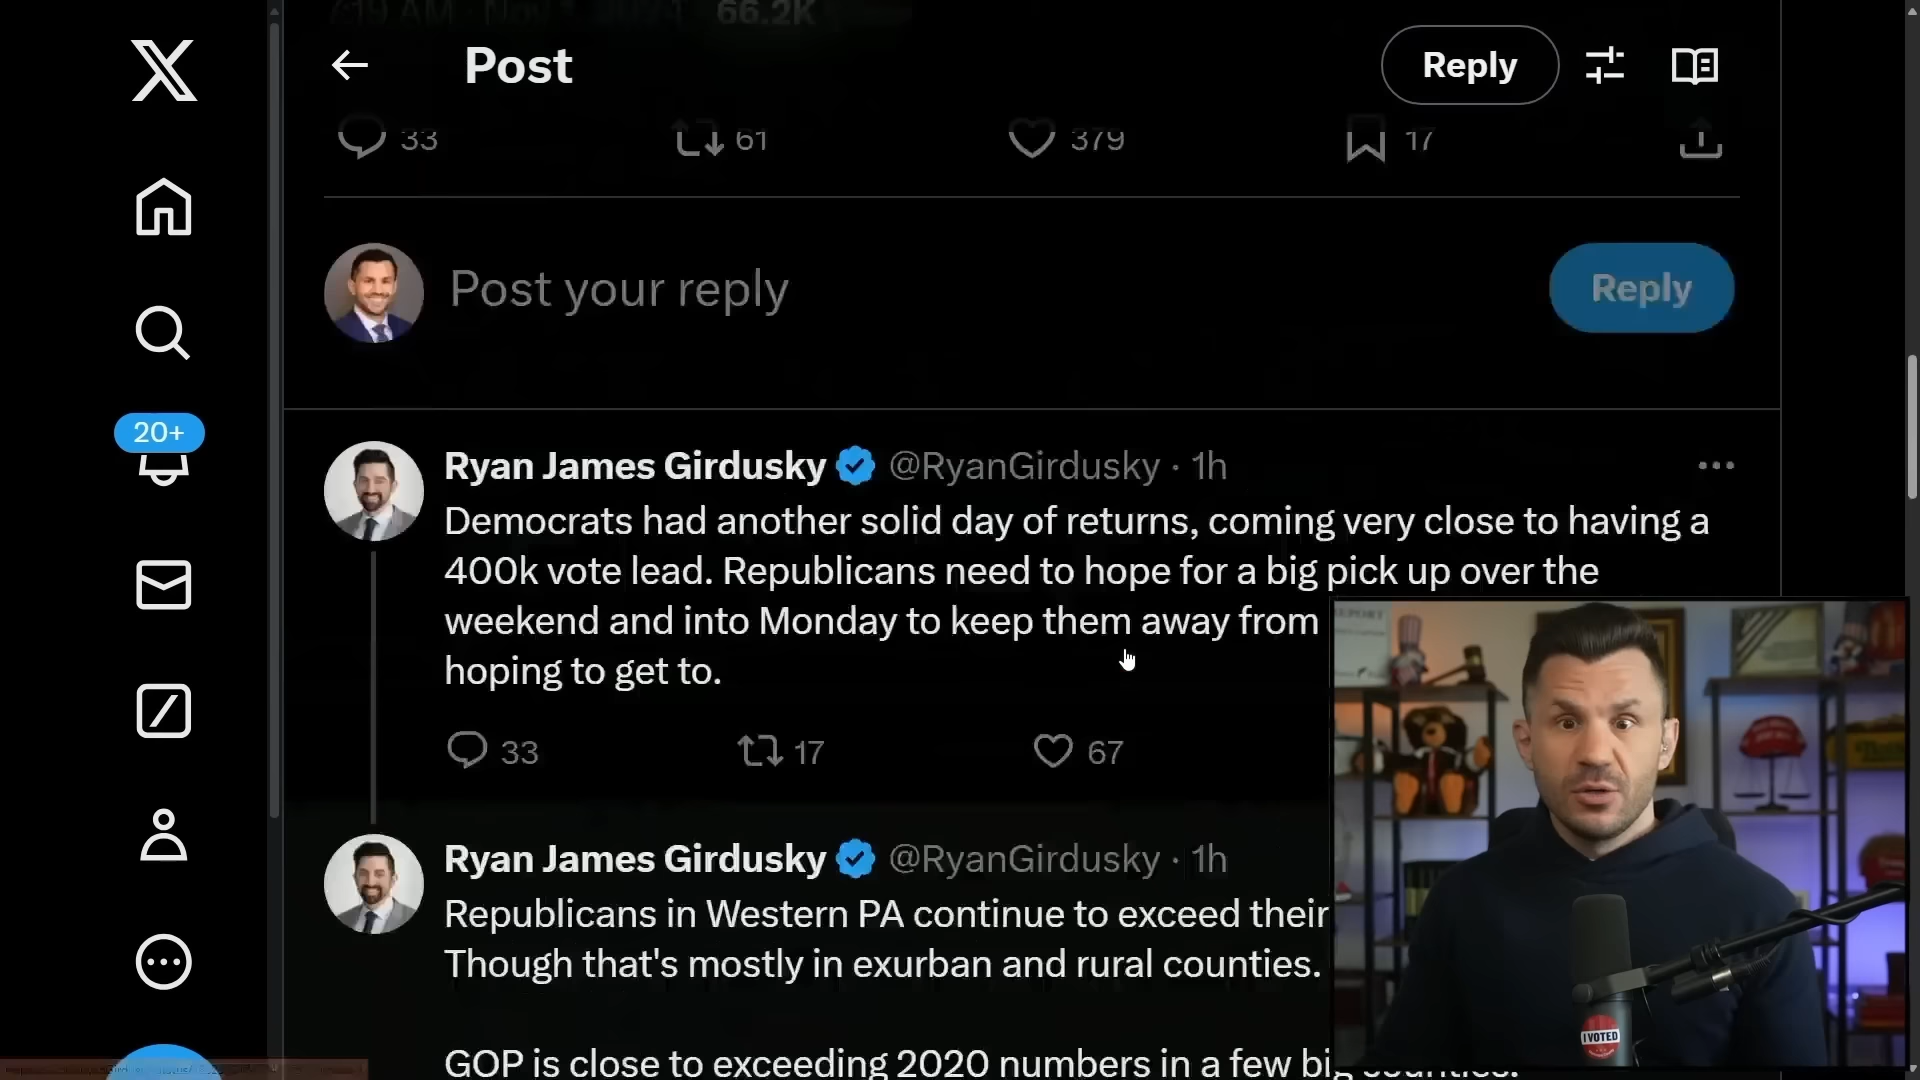 66.2K
Post
Reply
33
61
379
17
Post your reply
Reply
20+
Ryan James Girdusky @RyanGirdusky · 1h
Democrats had another solid day of returns, coming very close to having a
400k vote lead. Republicans need to hope for a big pick up over the
weekend and into Monday to keep them away from
hoping to get to.
33
17
67
Ryan James Girdusky @RyanGirdusky · 1h
Republicans in Western PA continue to exceed their
Though that's mostly in exurban and rural counties.
GOP is close to exceeding 2020 numbers in a few big counties.
I VOTED